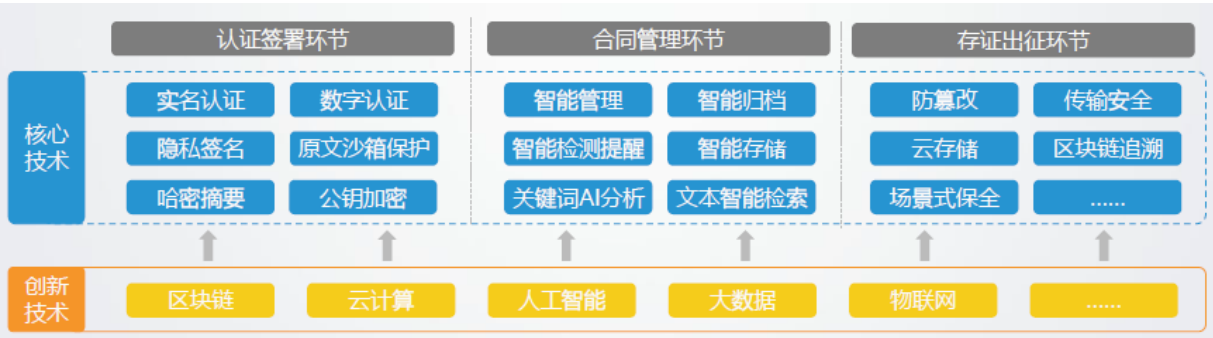 认证签署环节 合同管理环节 存证出征环节
核心
技术
实名认证 数字认证 智能管理 智能归档 防篡改 传输安全
隐私签名 原文沙箱保护 智能检测提醒 智能存储 云存储 区块链追溯
哈密摘要 公钥加密 关键词AI分析 文本智能检索 场景式保全 ......
创新
技术
区块链 云计算 人工智能 大数据 物联网 ......